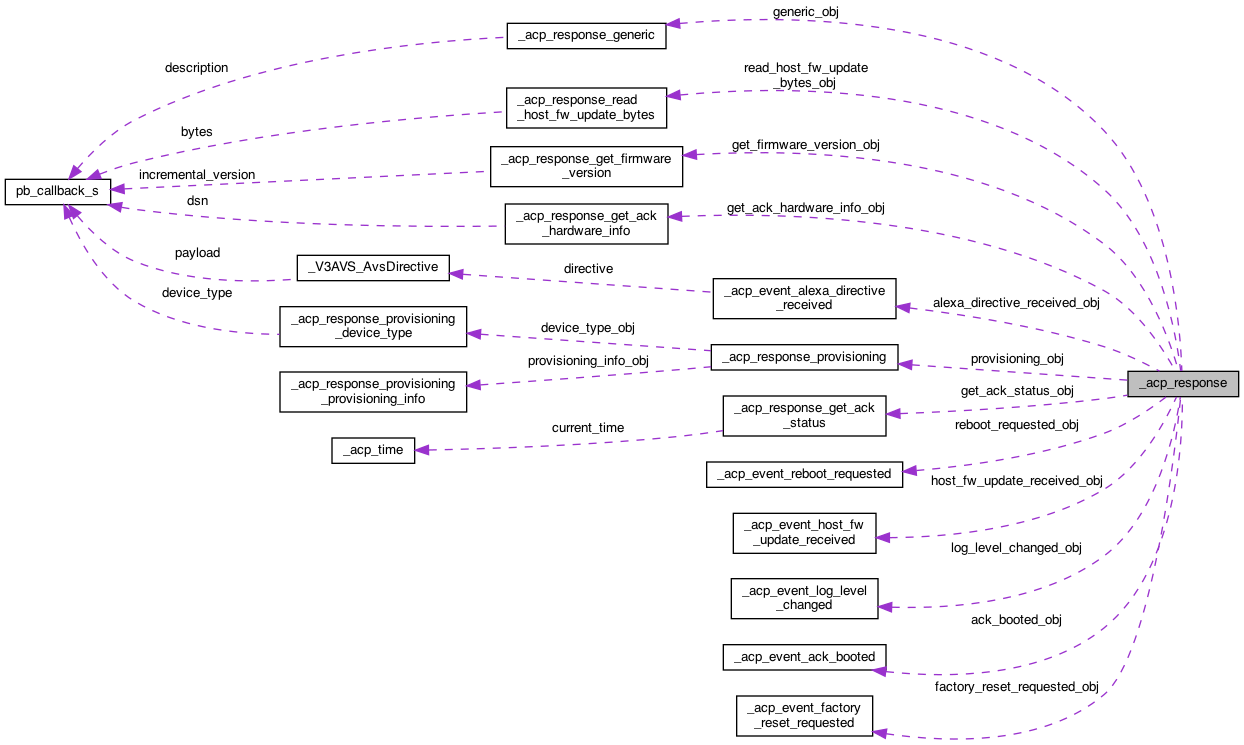 generic_obj
_acp_response_generic
description
read_host_fw_update
_bytes_obj
_acp_response_read
_host_fw_update_bytes
bytes
get_firmware_version_obj
_acp_response_get_firmware
_version
incremental_version
pb_callback_s
dsn
get_ack_hardware_info_obj
_acp_response_get_ack
_hardware_info
payload
_V3AVS_AvsDirective
directive
_acp_event_alexa_directive
_received
alexa_directive_received_obj
device_type
_acp_response_provisioning
_device_type
device_type_obj
_acp_response_provisioning
provisioning_obj
provisioning_info_obj
_acp_response_provisioning
_provisioning_info
_acp_response
get_ack_status_obj
_acp_response_get_ack
_status
current_time
_acp_time
reboot_requested_obj
_acp_event_reboot_requested
host_fw_update_received_obj
_acp_event_host_fw
_update_received
log_level_changed_obj
_acp_event_log_level
_changed
ack_booted_obj
_acp_event_ack_booted
factory_reset_requested_obj
_acp_event_factory
_reset_requested